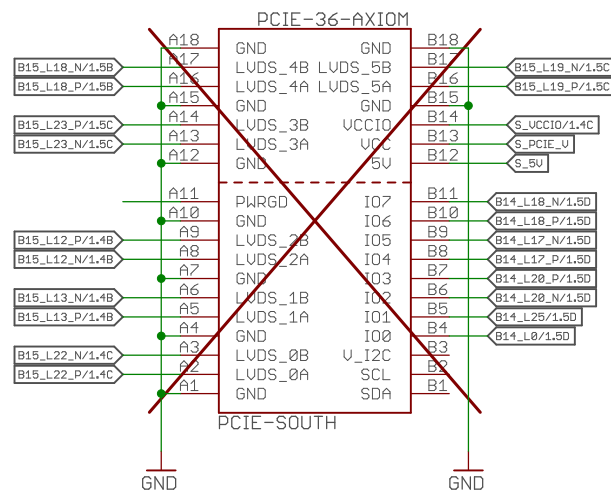 PCIE-36-AXIOM
A18 GND GND B18
B15_L18_N/1.5B A17 LVDS_4B LVDS_5B B17 B15_L19_N/1.5C
B15_L18_P/1.5B A16 LVDS_4A LVDS_5A B16 B15_L19_P/1.5C
A15 GND GND B15
B15_L23_P/1.5C A14 LVDS_3B VCCIO B14 S_VCCIO/1.4C
B15_L23_N/1.5C A13 LVDS_3A VCC B13 S_PCIE_V
A12 GND 5V B12 S_5V
A11 PWRGD IO7 B11 B14_L18_N/1.5D
A10 GND IO6 B10 B14_L18_P/1.5D
B15_L12_P/1.4B A9 LVDS_2B IO5 B9 B14_L17_N/1.5D
B15_L12_N/1.4B A8 LVDS_2A IO4 B8 B14_L17_P/1.5D
A7 GND IO3 B7 B14_L20_P/1.5D
B15_L13_N/1.4B A6 LVDS_1B IO2 B6 B14_L20_N/1.5D
B15_L13_P/1.4B A5 LVDS_1A IO1 B5 B14_L25/1.5D
A4 GND IO0 B4 B14_L0/1.5D
B15_L22_N/1.4C A3 LVDS_0B V_I2C B3
B15_L22_P/1.4C A2 LVDS_0A SCL B2
A1 GND SDA B1
PCIE-SOUTH
GND GND